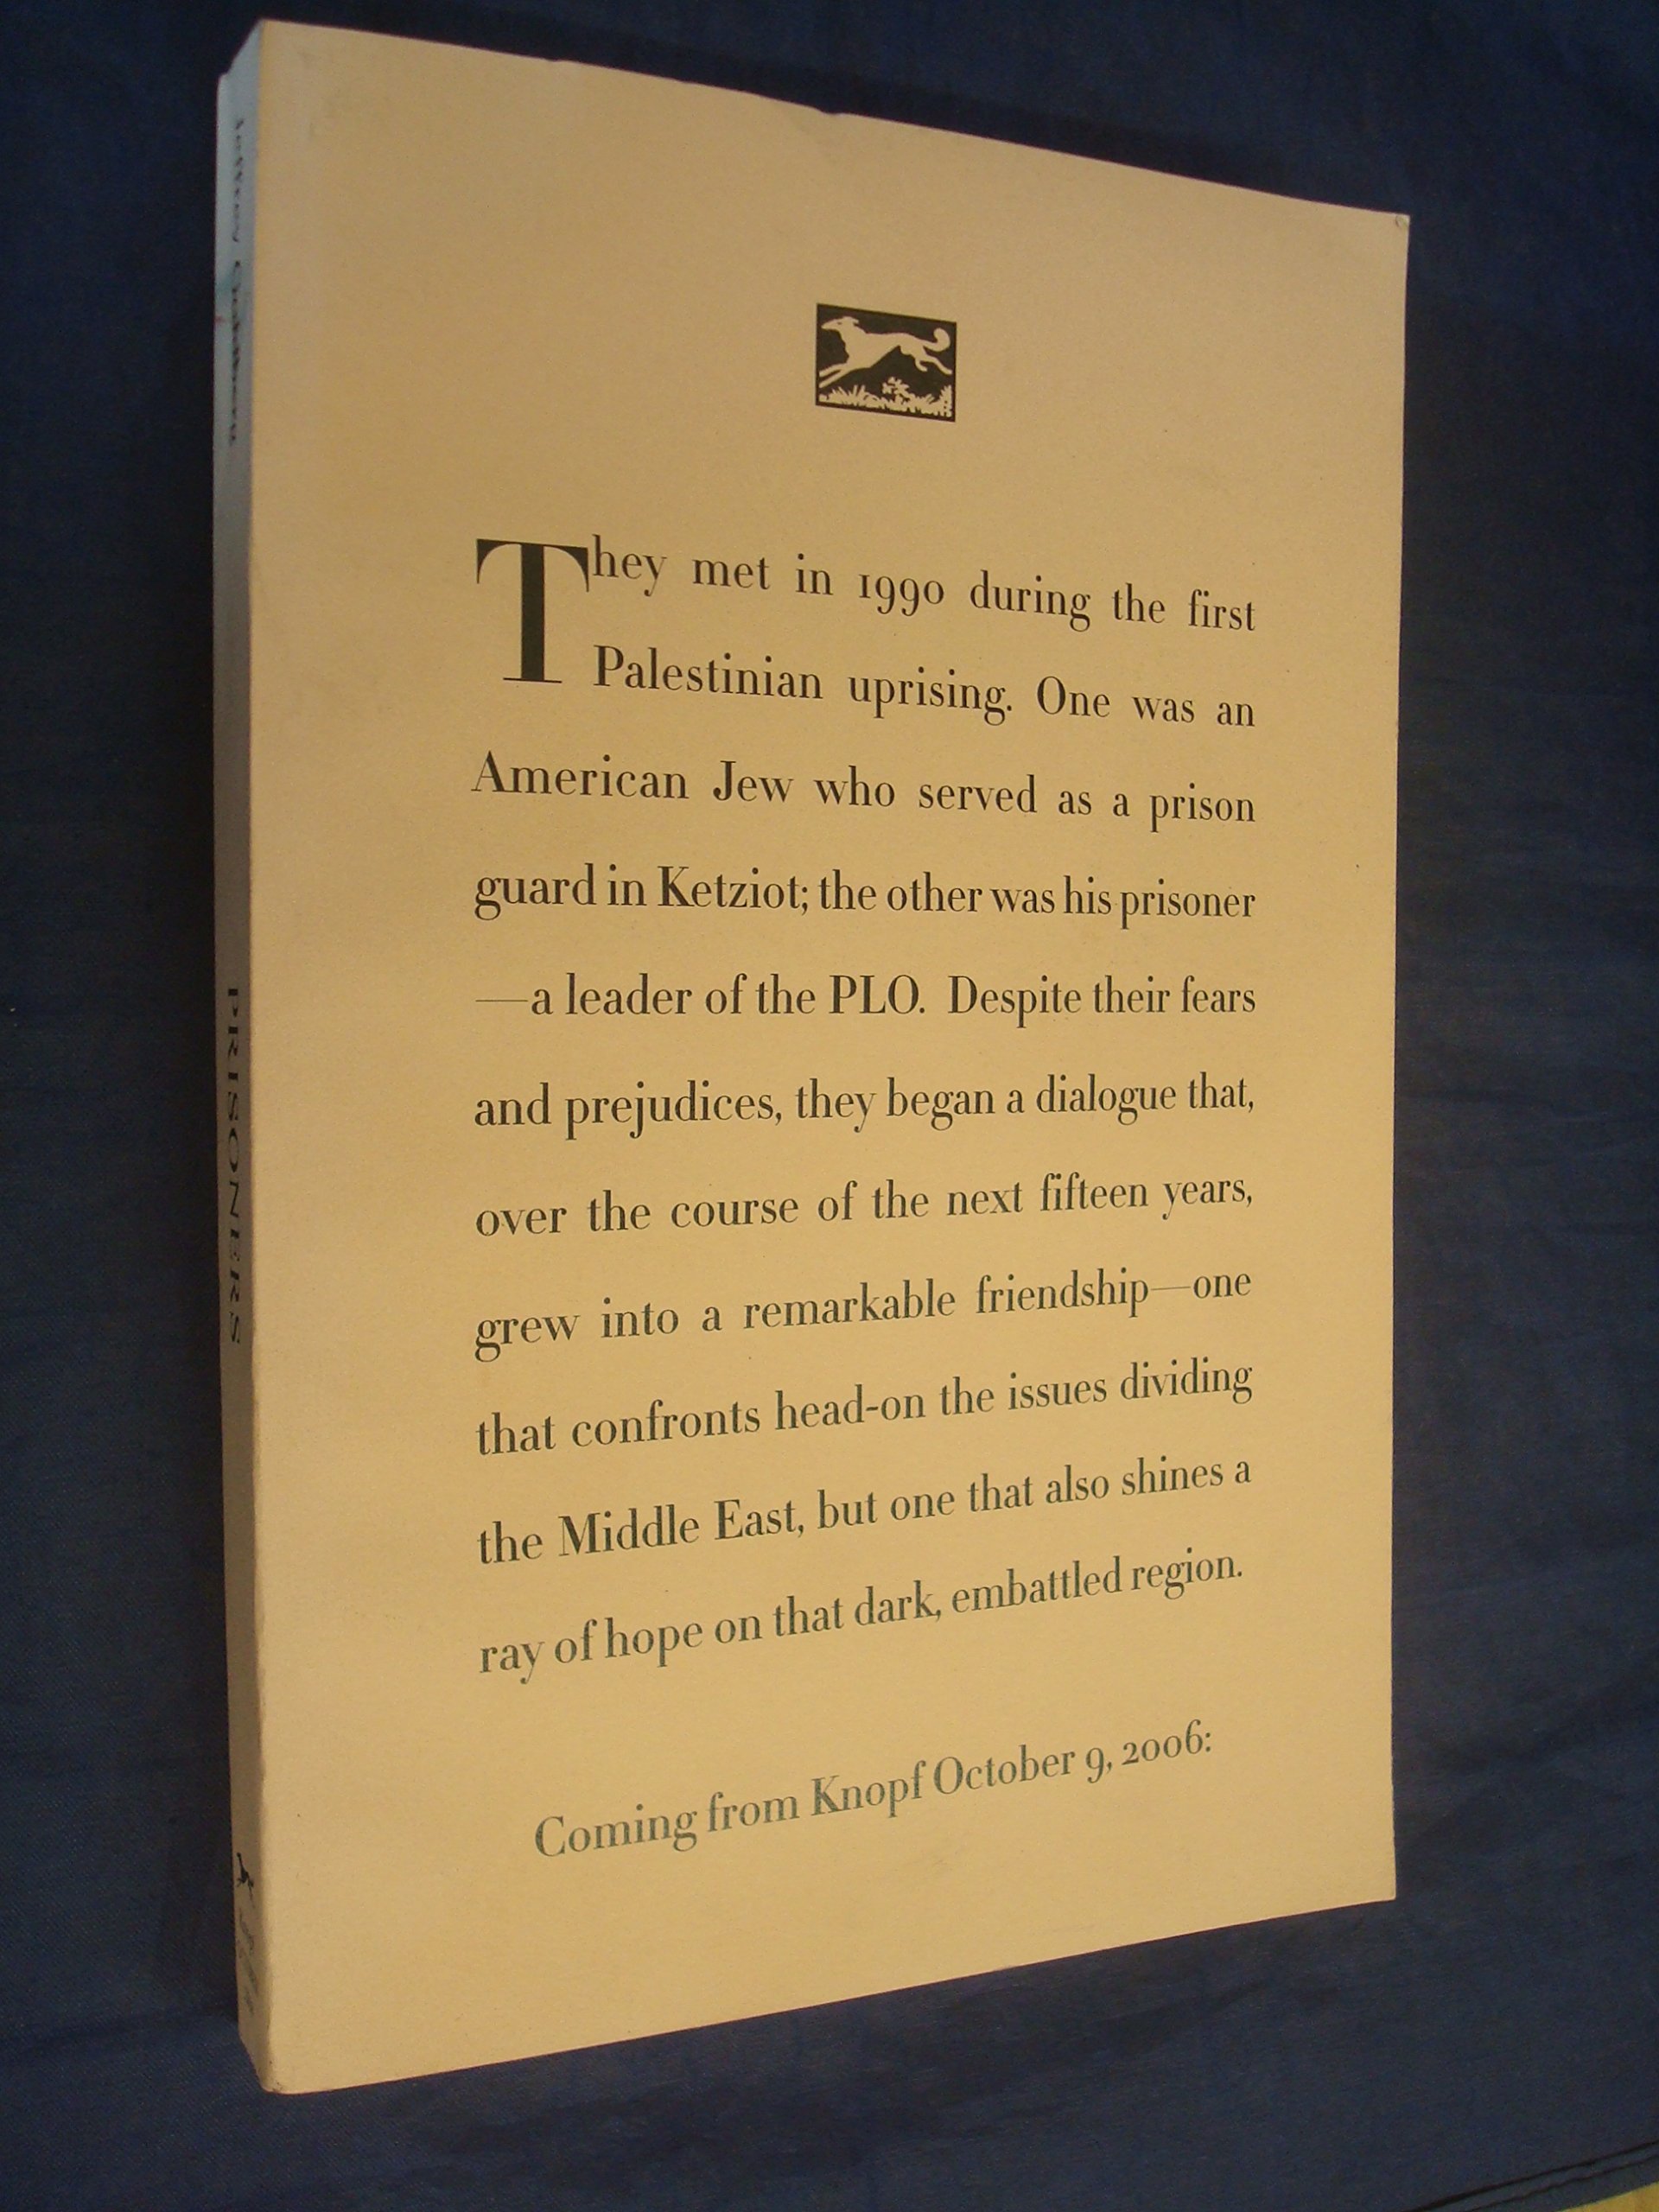 They met in 1990 during the first
Palestinian uprising. One was an
American Jew who served as a prison
guard in Ketziot; the other was his prisoner
—a leader of the PLO. Despite their fears
and prejudices, they began a dialogue that,
over the course of the next fifteen years,
grew into a remarkable friendship—one
that confronts head-on the issues dividing
the Middle East, but one that also shines a
ray of hope on that dark, embattled region.
Coming from Knopf October 9, 2006:
Jeffrey Goldberg
PRISONERS